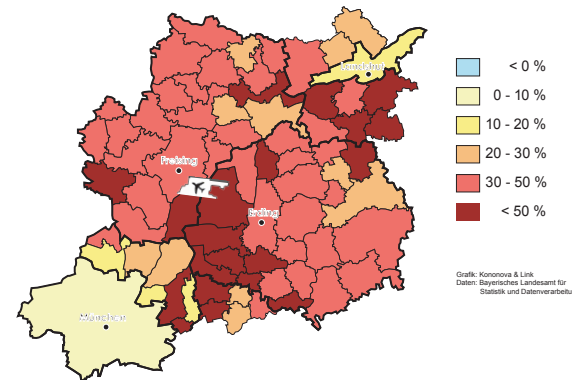 Landshut
< 0 %
0 - 10 %
10 - 20 %
20 - 30 %
30 - 50 %
< 50 %
Freising
Erding
München
Grafik: Kononova & Link
Daten: Bayerisches Landesamt für
Statistik und Datenverarbeitu